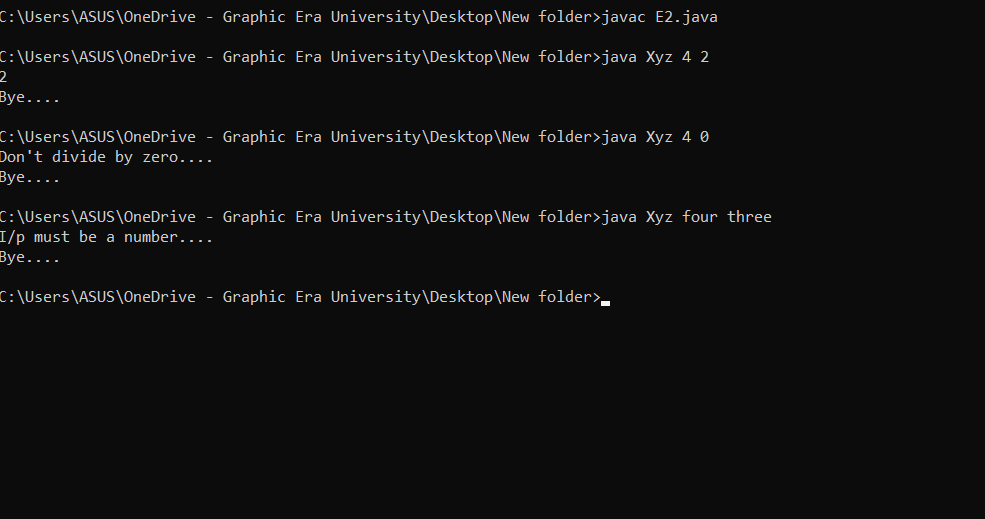 C:\Users\ASUS\OneDrive - Graphic Era University\Desktop\New folder>javac E2.java
C:\Users\ASUS\OneDrive - Graphic Era University\Desktop\New folder>java Xyz 4 2
2
Bye....
C:\Users\ASUS\OneDrive - Graphic Era University\Desktop\New folder>java Xyz 4 0
Don't divide by zero....
Bye....
C:\Users\ASUS\OneDrive - Graphic Era University\Desktop\New folder>java Xyz four three
I/p must be a number....
Bye....
C:\Users\ASUS\OneDrive - Graphic Era University\Desktop\New folder>